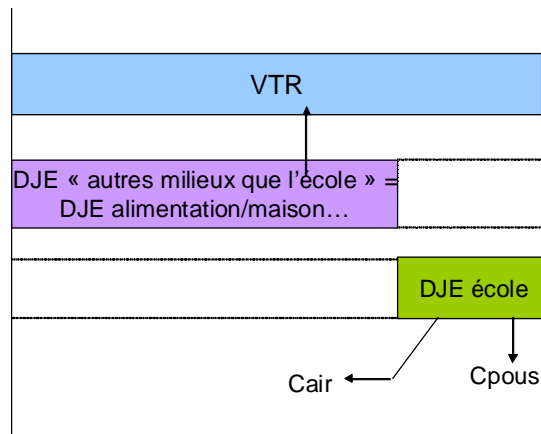 VTR
DJE « autres milieux que l’école » =
DJE alimentation/maison…
DJE école
Cair
Cpous